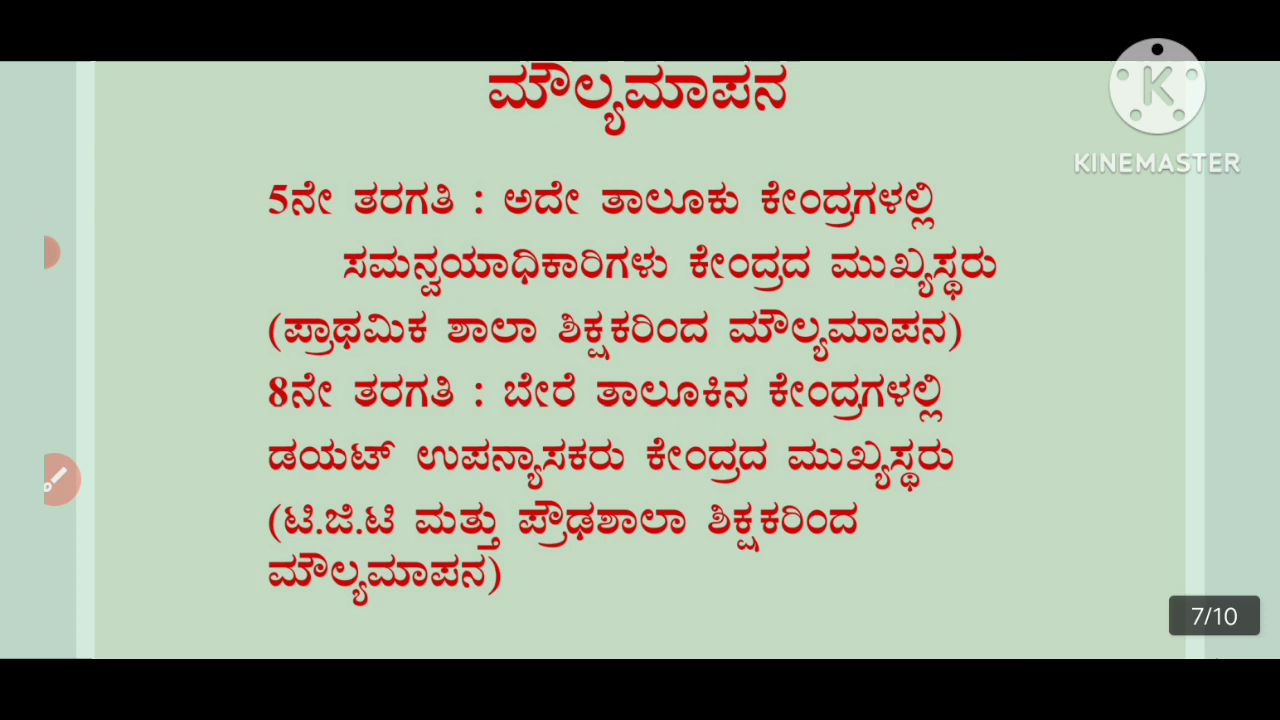 ಮೌಲ್ಯಮಾಪನ
KINEMASTER
5ನೇ ತರಗತಿ : ಅದೇ ತಾಲೂಕು ಕೇಂದ್ರಗಳಲ್ಲಿ
ಸಮನ್ವಯಾಧಿಕಾರಿಗಳು ಕೇಂದ್ರದ ಮುಖ್ಯಸ್ಥರು
(ಪ್ರಾಥಮಿಕ ಶಾಲಾ ಶಿಕ್ಷಕರಿಂದ ಮೌಲ್ಯಮಾಪನ)
8ನೇ ತರಗತಿ : ಬೇರೆ ತಾಲೂಕಿನ ಕೇಂದ್ರಗಳಲ್ಲಿ
ಡಯಟ್ ಉಪನ್ಯಾಸಕರು ಕೇಂದ್ರದ ಮುಖ್ಯಸ್ಥರು
(ಟಿ.ಜಿ.ಟಿ ಮತ್ತು ಪ್ರೌಢಶಾಲಾ ಶಿಕ್ಷಕರಿಂದ
ಮೌಲ್ಯಮಾಪನ)
7/10